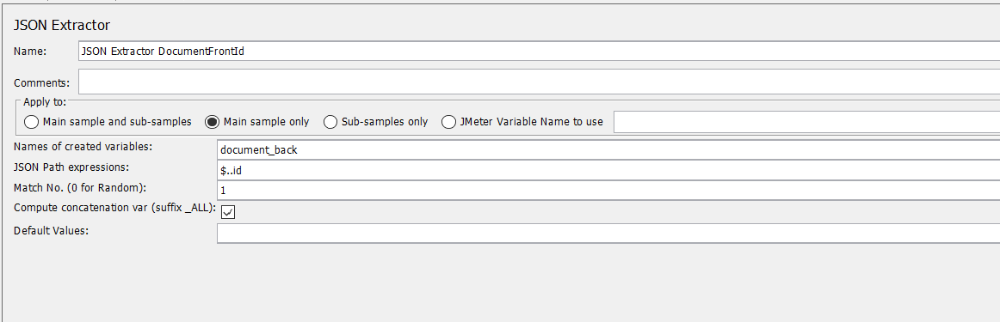 JSON Extractor
Name: JSON Extractor DocumentFrontId
Comments:
Apply to:
Main sample and sub-samples Main sample only Sub-samples only JMeter Variable Name to use
Names of created variables: document_back
JSON Path expressions: $..id
Match No. (0 for Random): 1
Compute concatenation var (suffix _ALL):
Default Values: